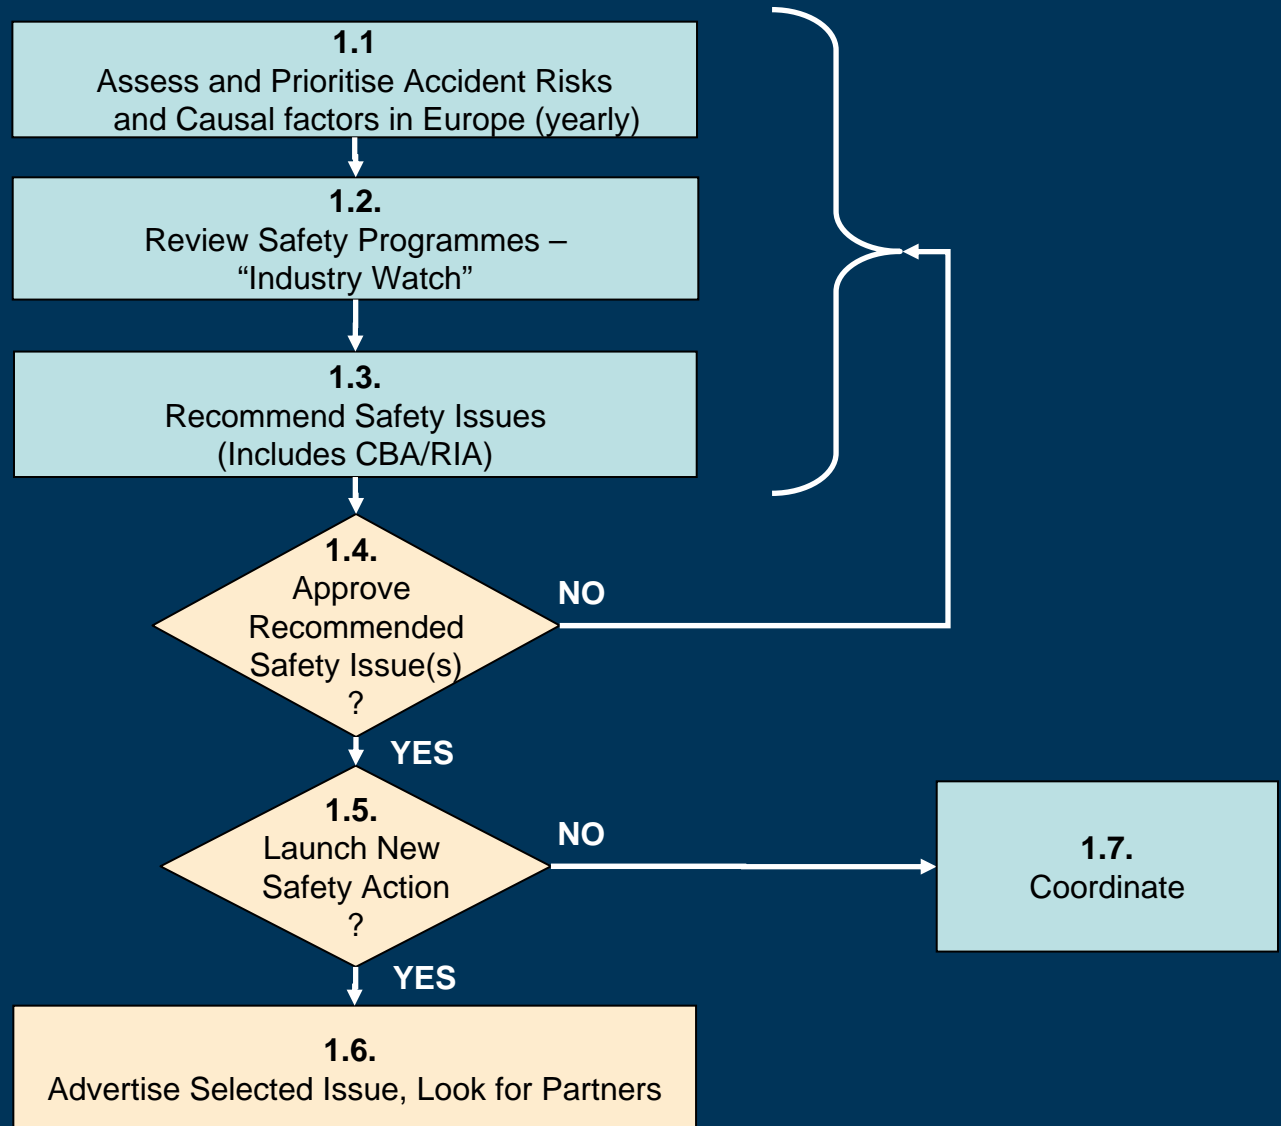 1.1
Assess and Prioritise Accident Risks
and Causal factors in Europe (yearly)
1.2.
Review Safety Programmes –
“Industry Watch”
1.3.
Recommend Safety Issues
(Includes CBA/RIA)
1.4.
Approve
Recommended
Safety Issue(s)
?
NO
YES
1.5.
Launch New
Safety Action
?
NO
1.7.
Coordinate
YES
1.6.
Advertise Selected Issue, Look for Partners